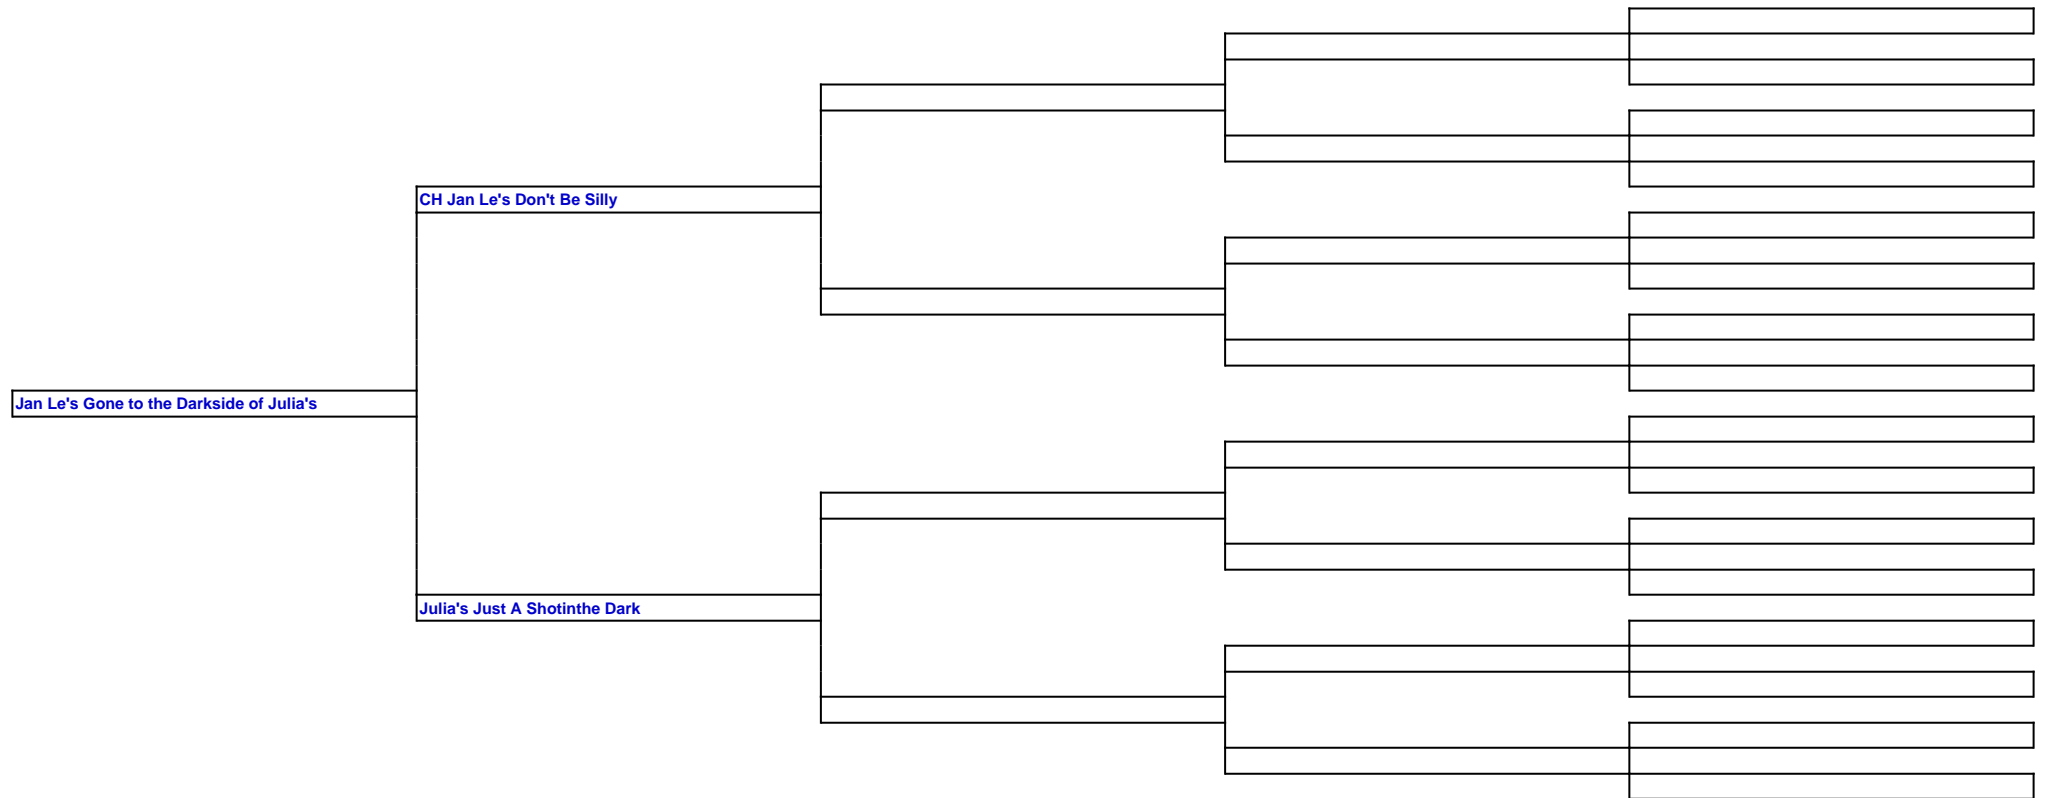 CH Jan Le's Don't Be Silly
Jan Le's Gone to the Darkside of Julia's
Julia's Just A Shotinthe Dark